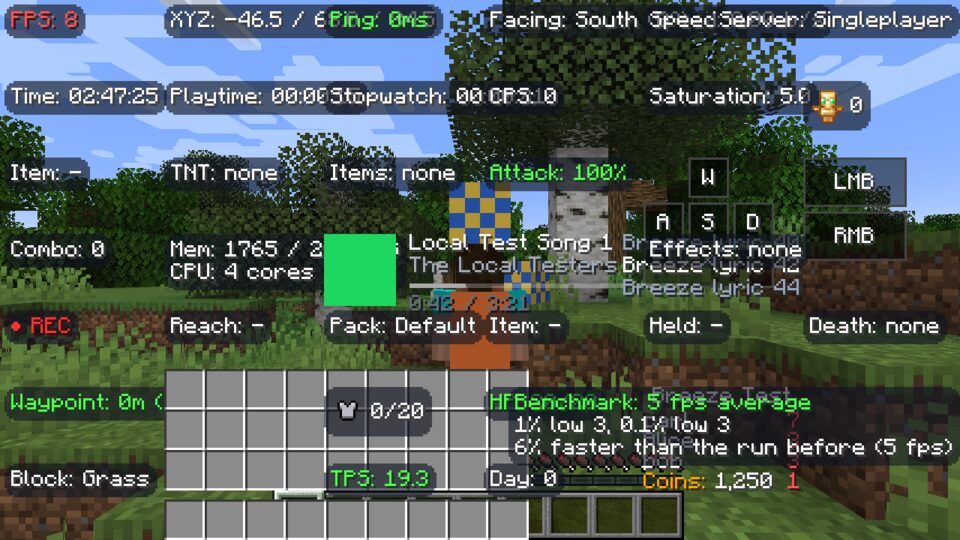 FPS: 8
XYZ: -46.5 / 6
Ping: 0ms
Facing: South
Speed
Server: Singleplayer
Time: 02:47:25
Playtime: 00:00
Stopwatch: 00
CPS:
Saturation: 5.0
0
Item: -
TNT: none
Items: none
Attack: 100%
W
LMB
A S D
RMB
Combo: 0
Mem: 1765 / 2
CPU: 4 cores
Local Test Song 1
The Local Testers
0:42 / 3:21
Effects: none
Breeze lyric 42
Breeze lyric 44
REC
Reach: -
Pack: Default
Item: -
Held: -
Death: none
Waypoint: 0m (
0/20
Breeze Test
Benchmark: 5 fps average
1% low 3, 0.1% low 3
6% faster than the run before (5 fps)
Block: Grass
TPS: 19.3
Day: 0
Coins: 1,250
1